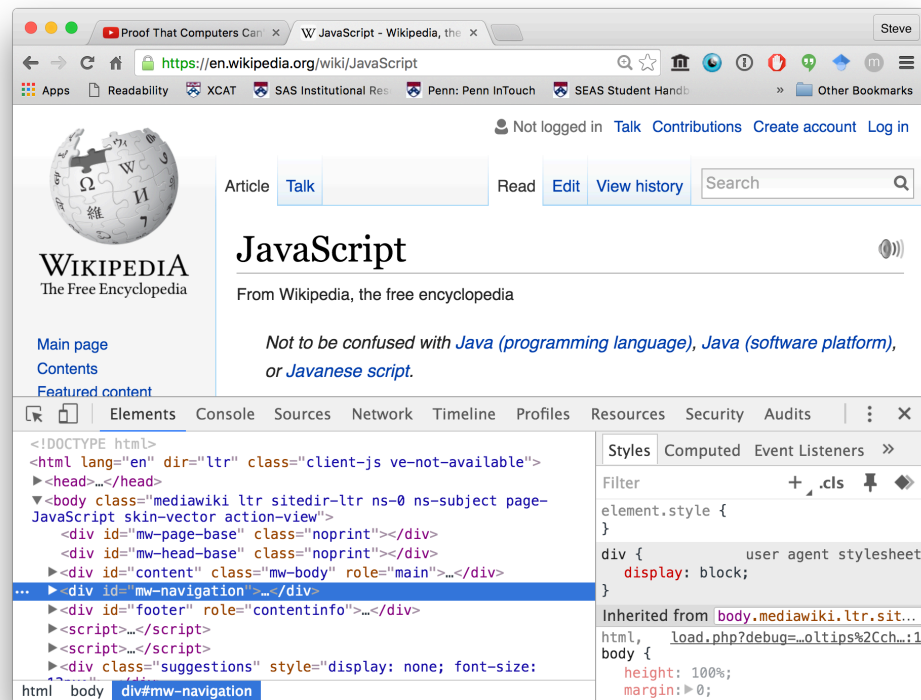 Proof That Computers Can
JavaScript - Wikipedia, the
Steve
https://en.wikipedia.org/wiki/JavaScript
Apps Readability XCAT SAS Institutional Res Penn: Penn InTouch SEAS Student Handb » Other Bookmarks
Not logged in Talk Contributions Create account Log in
Article Talk Read Edit View history Search
WIKIPEDIA
The Free Encyclopedia
JavaScript
From Wikipedia, the free encyclopedia
Not to be confused with Java (programming language), Java (software platform),
or Javanese script.
Main page
Contents
Featured content
Elements Console Sources Network Timeline Profiles Resources Security Audits
<!DOCTYPE html>
<html lang="en" dir="ltr" class="client-js ve-not-available">
<head>…</head>
<body class="mediawiki ltr sitedir-ltr ns-0 ns-subject page-
JavaScript skin-vector action-view">
<div id="mw-page-base" class="noprint"></div>
<div id="mw-head-base" class="noprint"></div>
<div id="content" class="mw-body" role="main">…</div>
<div id="mw-navigation">…</div>
<div id="footer" role="contentinfo">…</div>
<script>…</script>
<script>…</script>
<div class="suggestions" style="display: none; font-size:
html body div#mw-navigation
Styles Computed Event Listeners »
Filter + .cls
element.style {
}
div { user agent stylesheet
display: block;
}
Inherited from body.mediawiki.ltr.sit…
html, load.php?debug=…oltips%2Cch…:1
body {
height: 100%;
margin: 0;